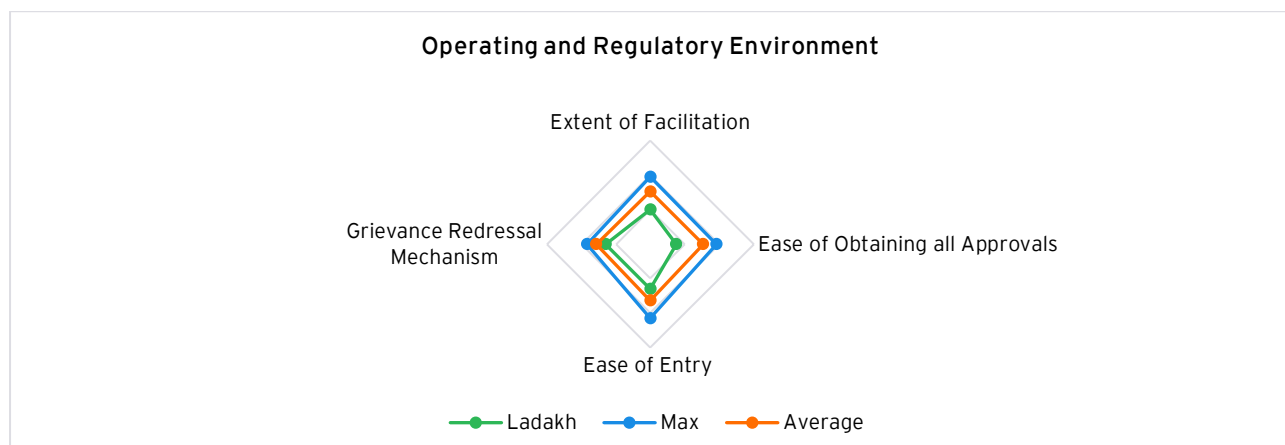 Operating and Regulatory Environment
Extent of Facilitation
Grievance Redressal
Mechanism
Ease of Obtaining all Approvals
Ease of Entry
Ladakh Max Average